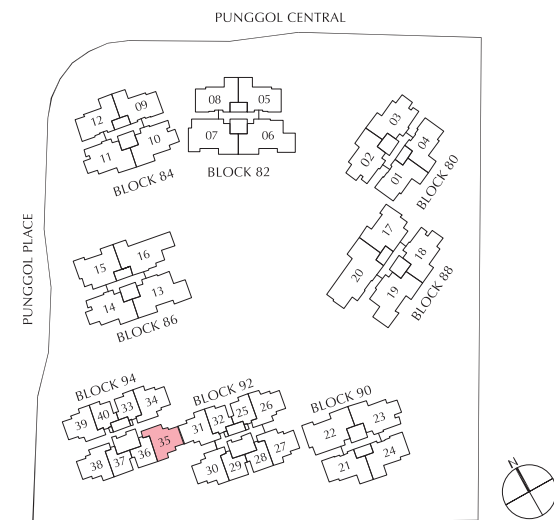 PUNGGOL CENTRAL
PUNGGOL PLACE
12 09
11 10
BLOCK 84
08 05
07 06
BLOCK 82
03
04
02
01
BLOCK 80
17
18
20
19
BLOCK 88
15 16
14 13
BLOCK 86
BLOCK 94
39 40 33 34
38 37 36 35
BLOCK 92
31 32 25 26
30 29 28 27
BLOCK 90
22 23
21 24
N